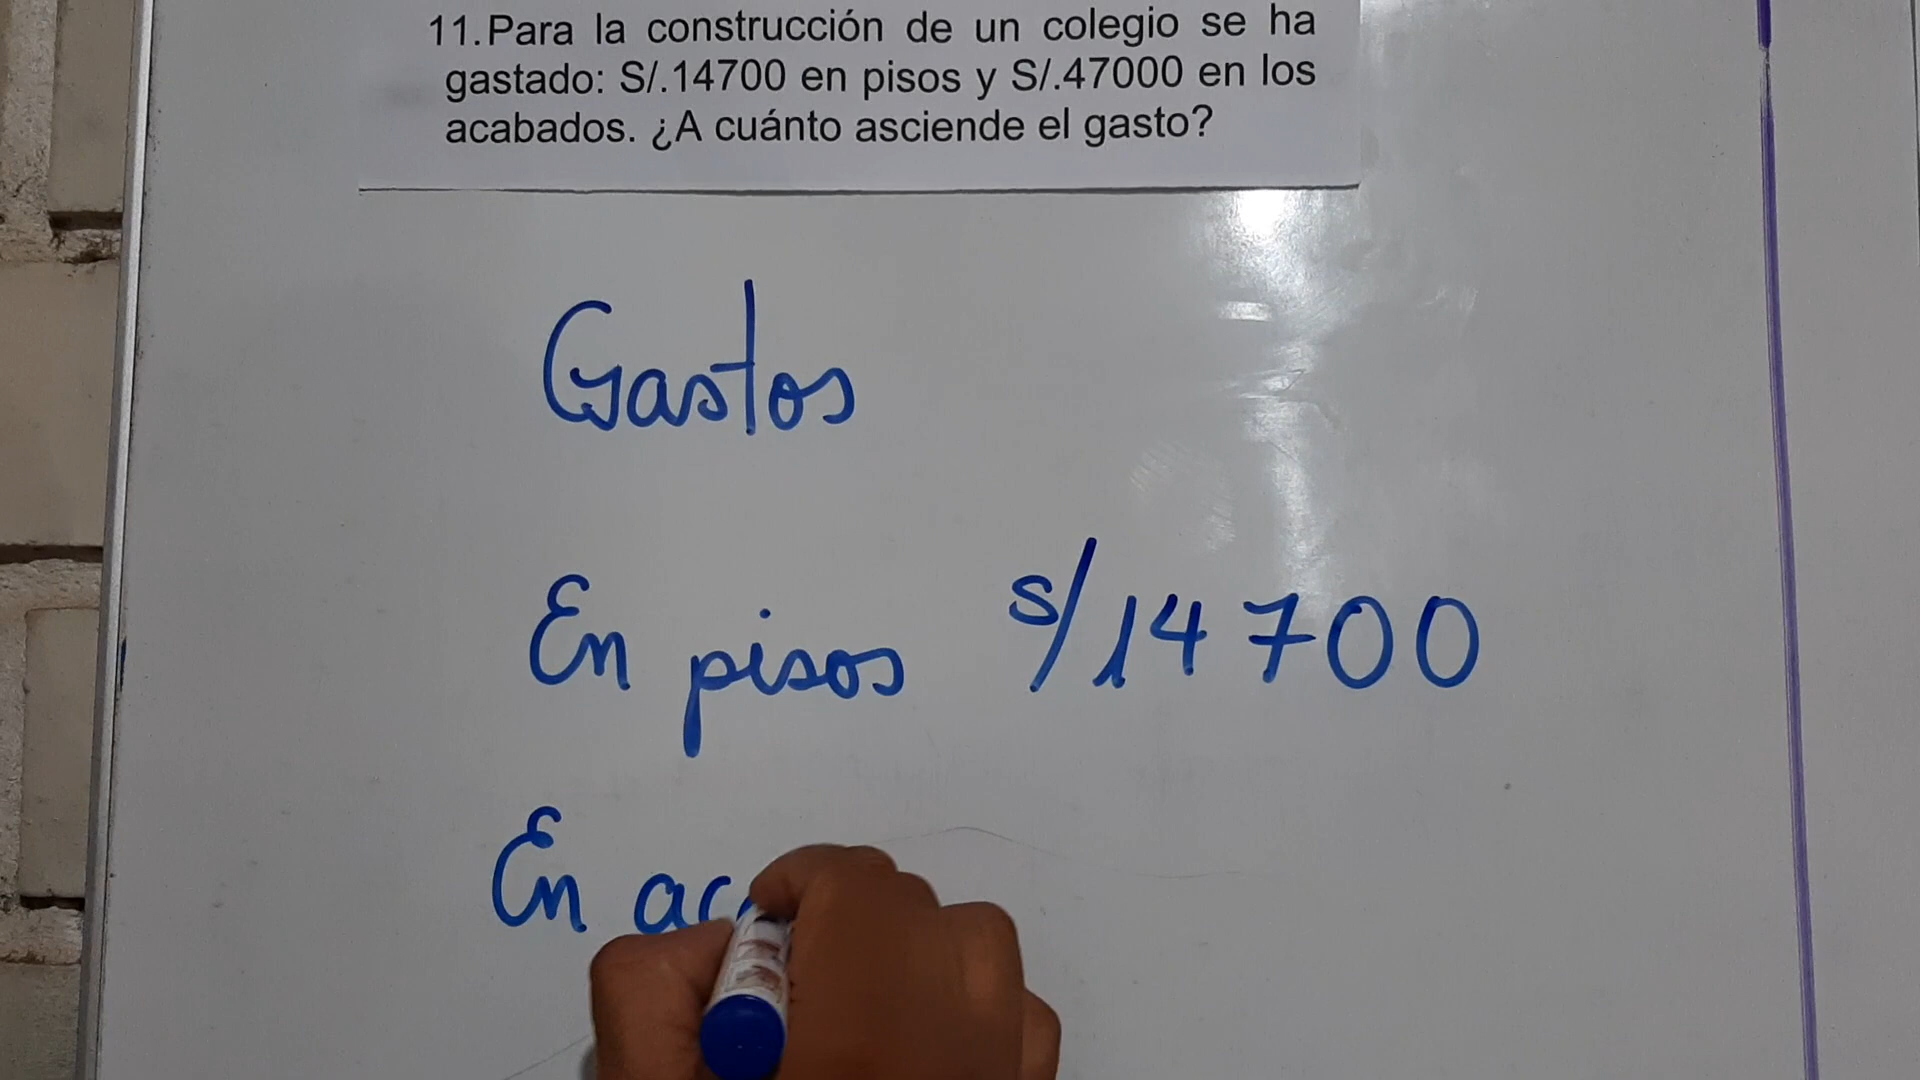 11.Para la construcción de un colegio se ha
gastado: S/.14700 en pisos y S/.47000 en los
acabados. ¿A cuánto asciende el gasto?
Gastos
En pisos S/14700
En